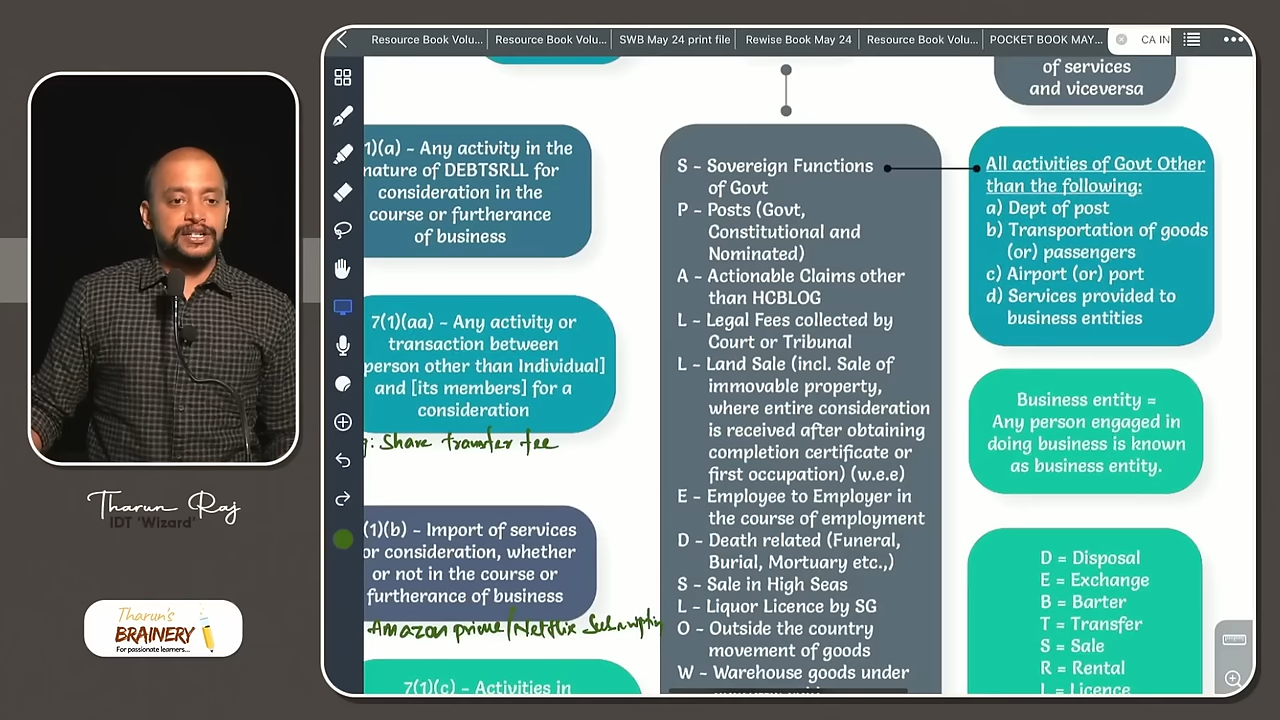 Resource Book Volu...
Resource Book Volu...
SWB May 24 print file
Rewise Book May 24
Resource Book Volu...
POCKET BOOK MAY...
CA IN
1)(a) - Any activity in the
nature of DEBTSRLL for
consideration in the
course or furtherance
of business
7(1)(aa) - Any activity or
transaction between
person other than Individual]
and [its members] for a
consideration
: Share transfer fee
(1)(b) - Import of services
or consideration, whether
or not in the course or
furtherance of business
Amazon prime/Netflix Subscription
7(1)(c) - Activities in
S - Sovereign Functions
of Govt
P - Posts (Govt,
Constitutional and
Nominated)
A - Actionable Claims other
than HCBLOG
L - Legal Fees collected by
Court or Tribunal
L - Land Sale (incl. Sale of
immovable property,
where entire consideration
is received after obtaining
completion certificate or
first occupation) (w.e.e)
E - Employee to Employer in
the course of employment
D - Death related (Funeral,
Burial, Mortuary etc.,)
S - Sale in High Seas
L - Liquor Licence by SG
O - Outside the country
movement of goods
W - Warehouse goods under
of services
and viceversa
All activities of Govt Other
than the following:
a) Dept of post
b) Transportation of goods
(or) passengers
c) Airport (or) port
d) Services provided to
business entities
Business entity =
Any person engaged in
doing business is known
as business entity.
D = Disposal
E = Exchange
B = Barter
T = Transfer
S = Sale
R = Rental
L = Licence
Tharun Raj
IDT 'Wizard'
Tharun's
BRAINERY
For passionate learners...